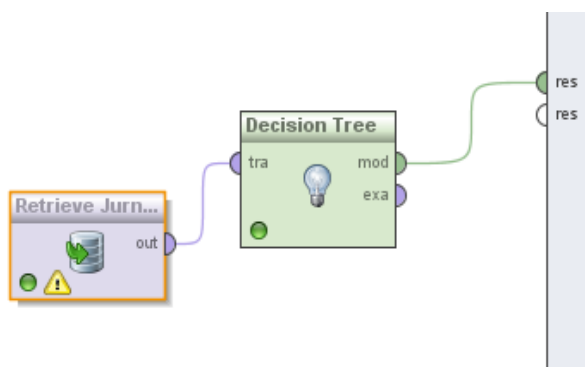 res
res
Decision Tree
tra
mod
exa
Retrieve Jurn...
out